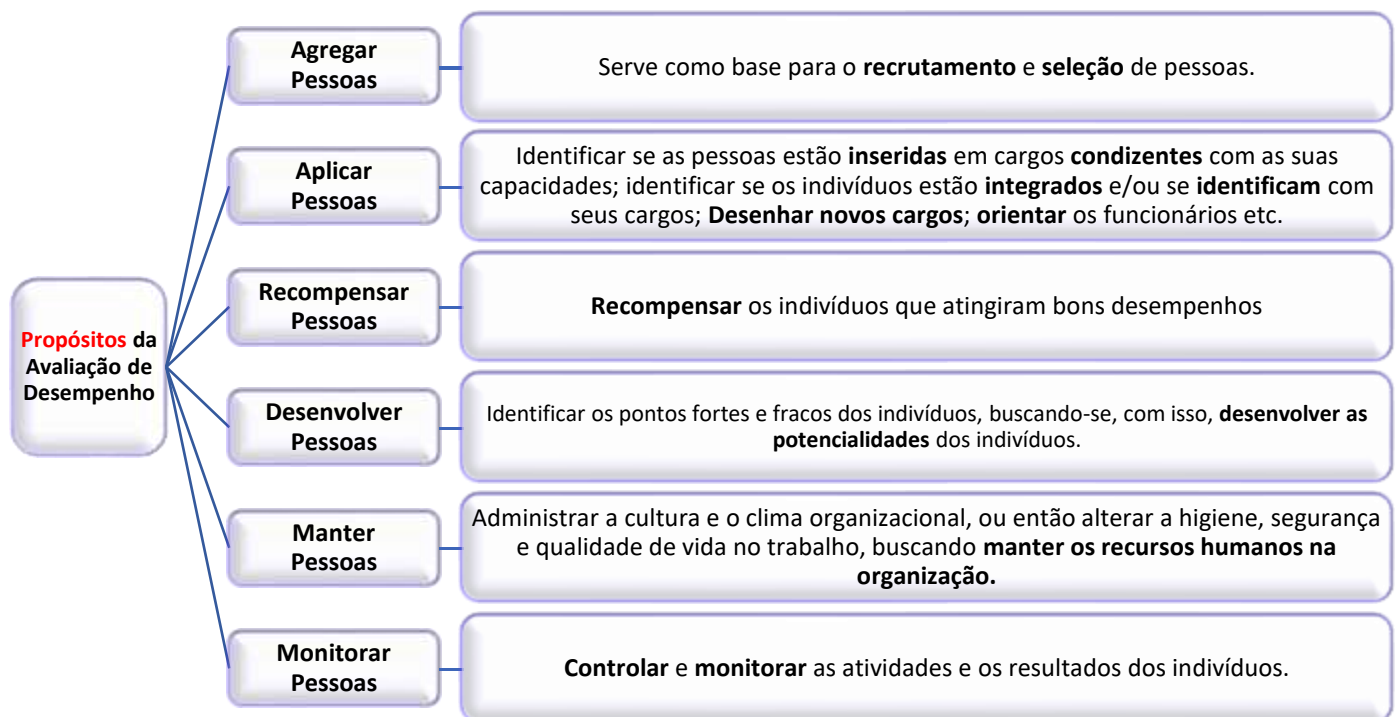 Propósitos da
Avaliação de
Desempenho
Agregar
Pessoas
Serve como base para o recrutamento e seleção de pessoas.
Aplicar
Pessoas
Identificar se as pessoas estão inseridas em cargos condizentes com as suas
capacidades; identificar se os indivíduos estão integrados e/ou se identificam com
seus cargos; Desenhar novos cargos; orientar os funcionários etc.
Recompensar
Pessoas
Recompensar os indivíduos que atingiram bons desempenhos
Desenvolver
Pessoas
Identificar os pontos fortes e fracos dos indivíduos, buscando-se, com isso, desenvolver as
potencialidades dos indivíduos.
Manter
Pessoas
Administrar a cultura e o clima organizacional, ou então alterar a higiene, segurança
e qualidade de vida no trabalho, buscando manter os recursos humanos na
organização.
Monitorar
Pessoas
Controlar e monitorar as atividades e os resultados dos indivíduos.